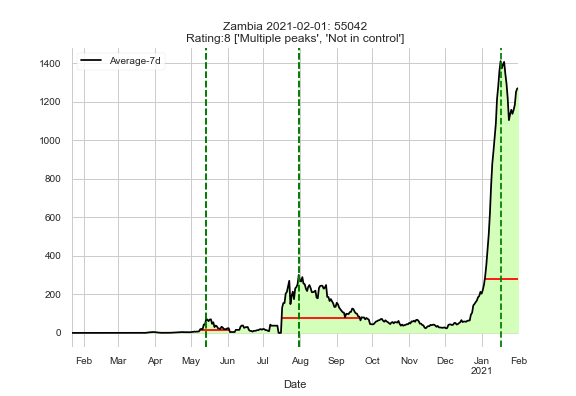 Zambia 2021-02-01: 55042
Rating:8 ['Multiple peaks', 'Not in control']
Average-7d
1400
1200
1000
800
600
400
200
0
Feb Mar Apr May Jun Jul Aug Sep Oct Nov Dec Jan Feb
2021
Date